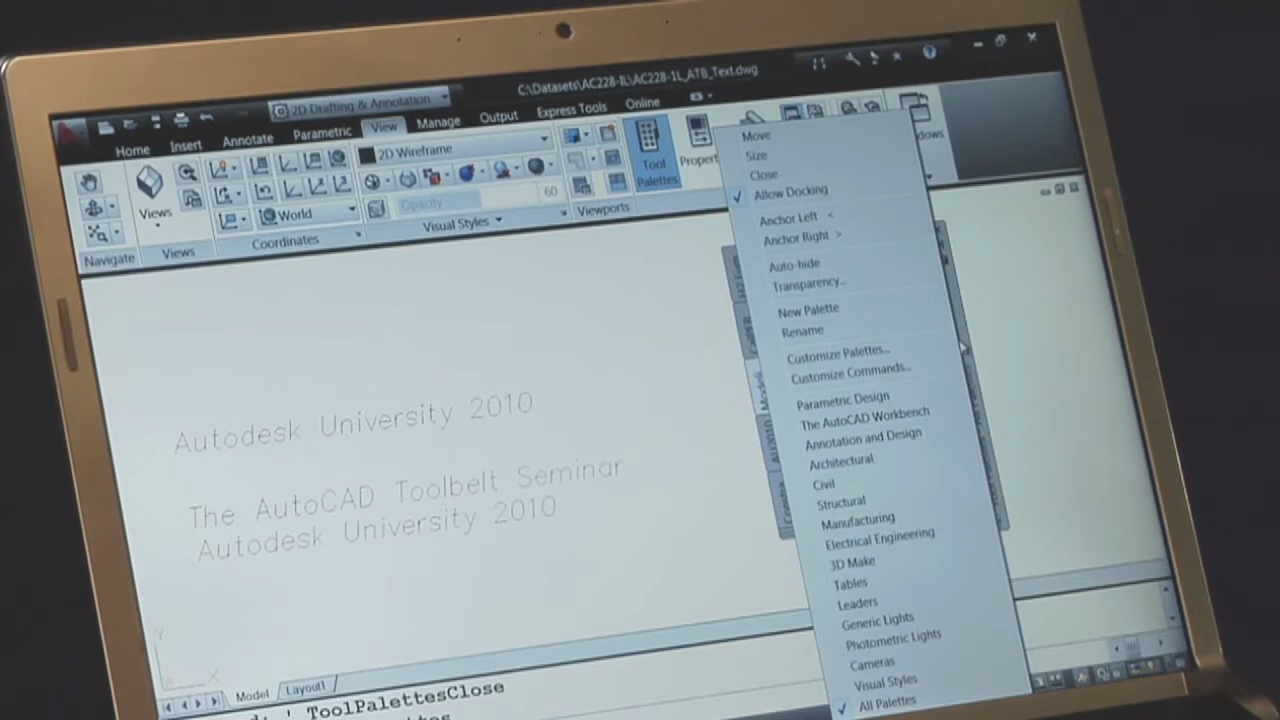 C:\Datasets\AC228-1L\AC228-1L_ATB_Text.dwg
2D Drafting & Annotation
Home Insert Annotate Parametric View Manage Output Express Tools Online
2D Wireframe
Views
World
Opacity 60
Tool
Palettes
Navigate Views Coordinates Visual Styles Viewports
Move
Size
Close
Allow Docking
Anchor Left <
Anchor Right >
Auto-hide
Transparency...
New Palette
Rename
Customize Palettes...
Customize Commands...
Parametric Design
The AutoCAD Workbench
Annotation and Design
Architectural
Civil
Structural
Manufacturing
Electrical Engineering
3D Make
Tables
Leaders
Generic Lights
Photometric Lights
Cameras
Visual Styles
All Palettes
Autodesk University 2010
The AutoCAD Toolbelt Seminar
Autodesk University 2010
Y
W X
Model Layout1
ToolPalettesClose